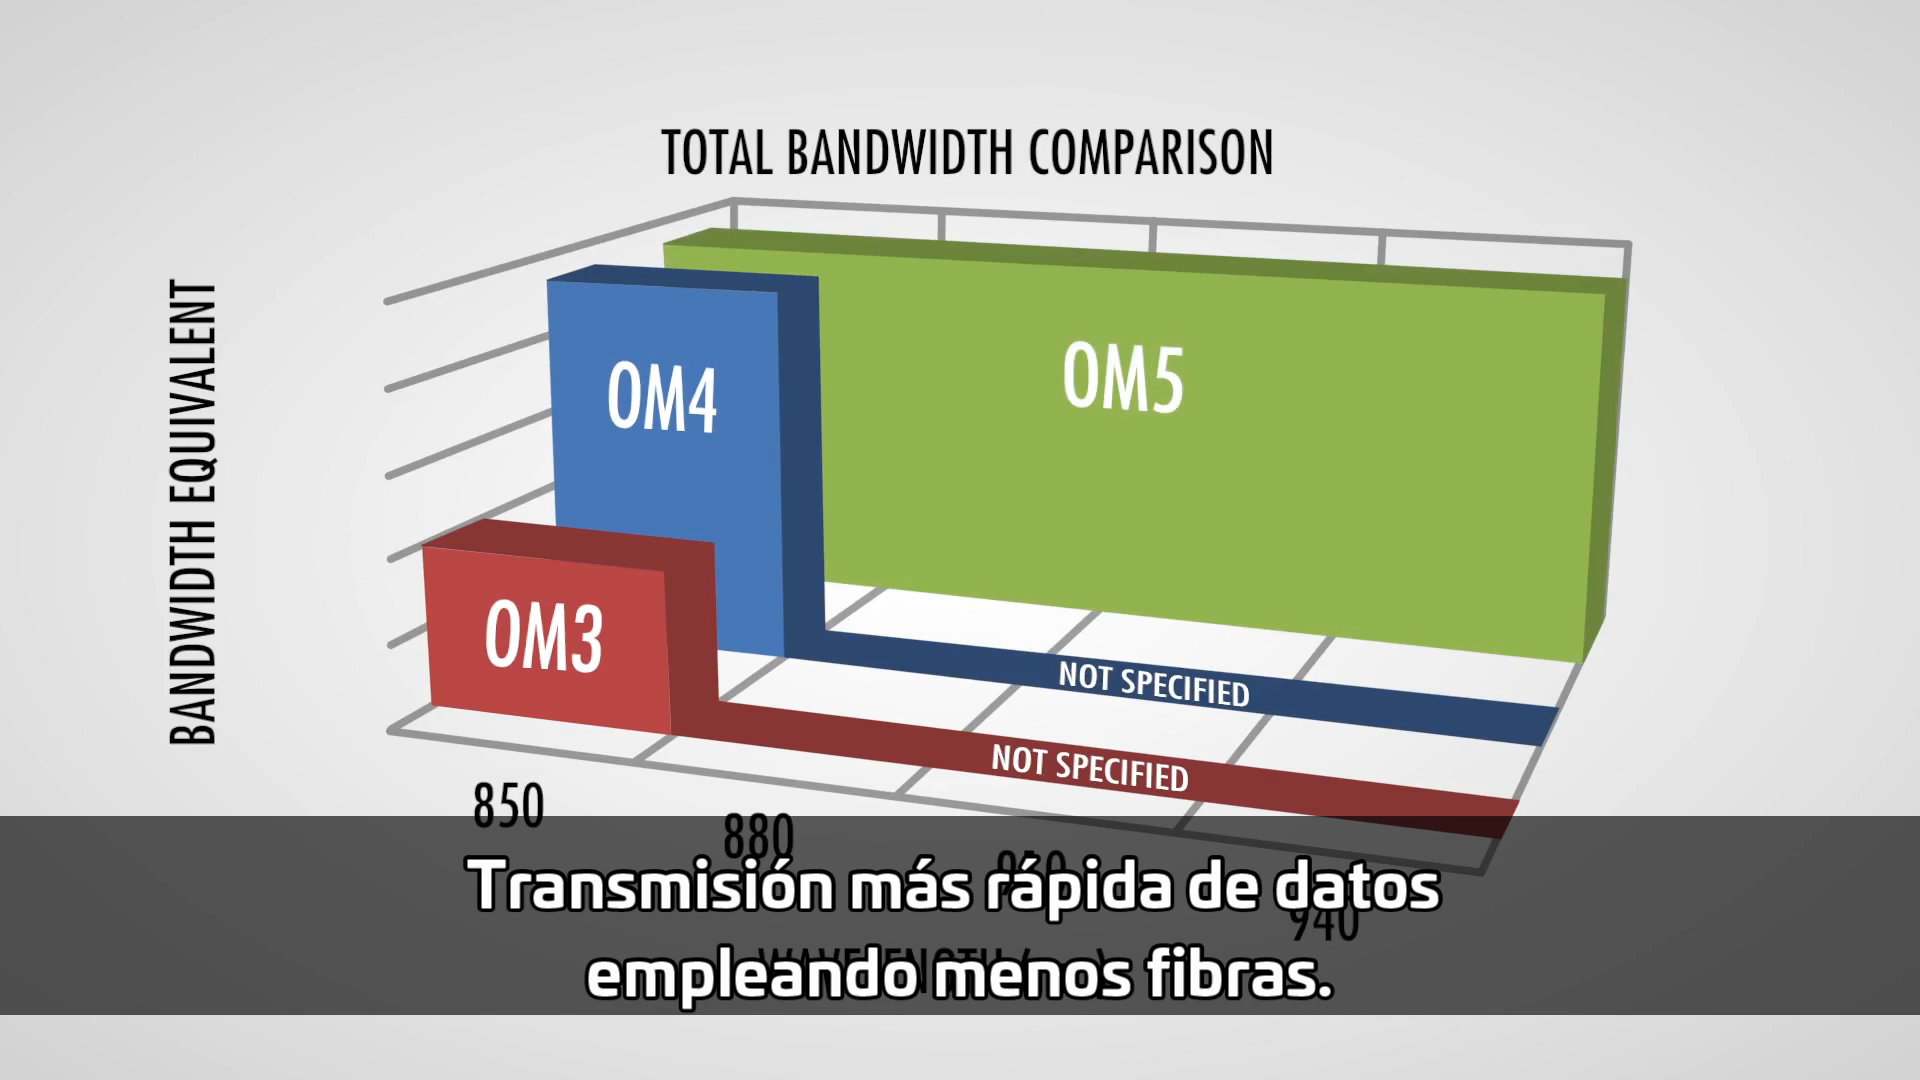 TOTAL BANDWIDTH COMPARISON
BANDWIDTH EQUIVALENT
OM5
OM4
OM3
NOT SPECIFIED
NOT SPECIFIED
850
880
940
Transmisión más rápida de datos
empleando menos fibras.